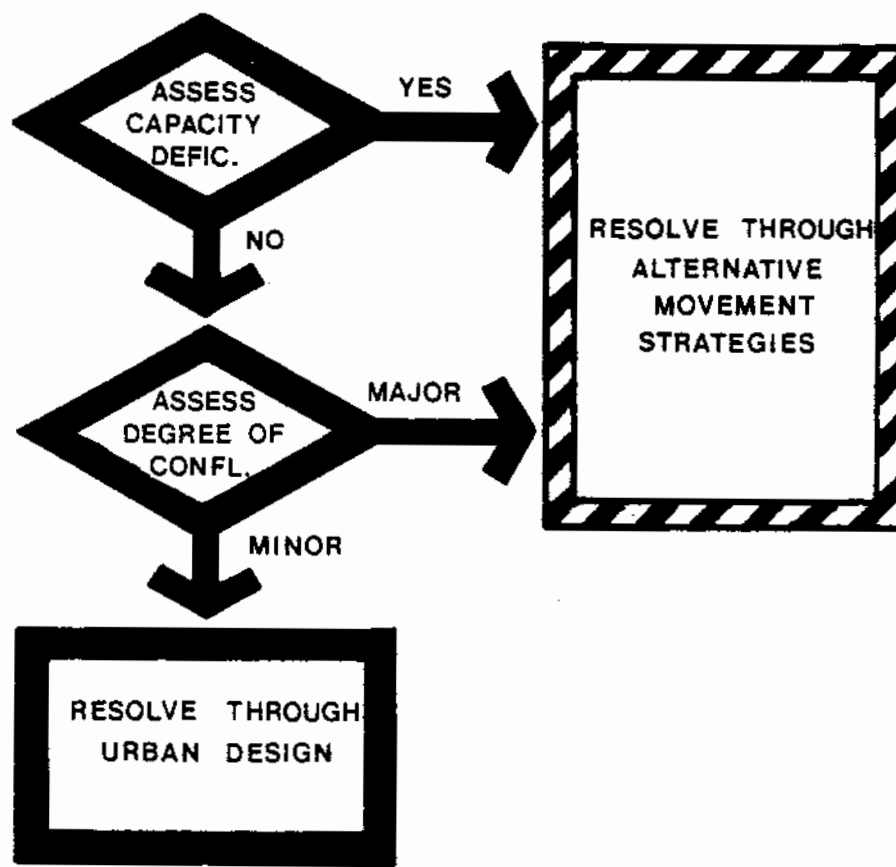 ASSESS
CAPACITY
DEFIC.
YES
NO
RESOLVE THROUGH
ALTERNATIVE
MOVEMENT
STRATEGIES
ASSESS
DEGREE OF
CONFL.
MAJOR
MINOR
RESOLVE THROUGH
URBAN DESIGN